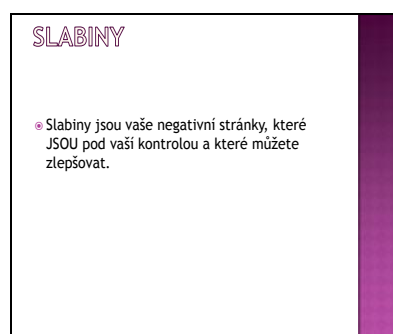 SLABINY
Slabiny jsou vaše negativní stránky, které
JSOU pod vaší kontrolou a které můžete
zlepšovat.